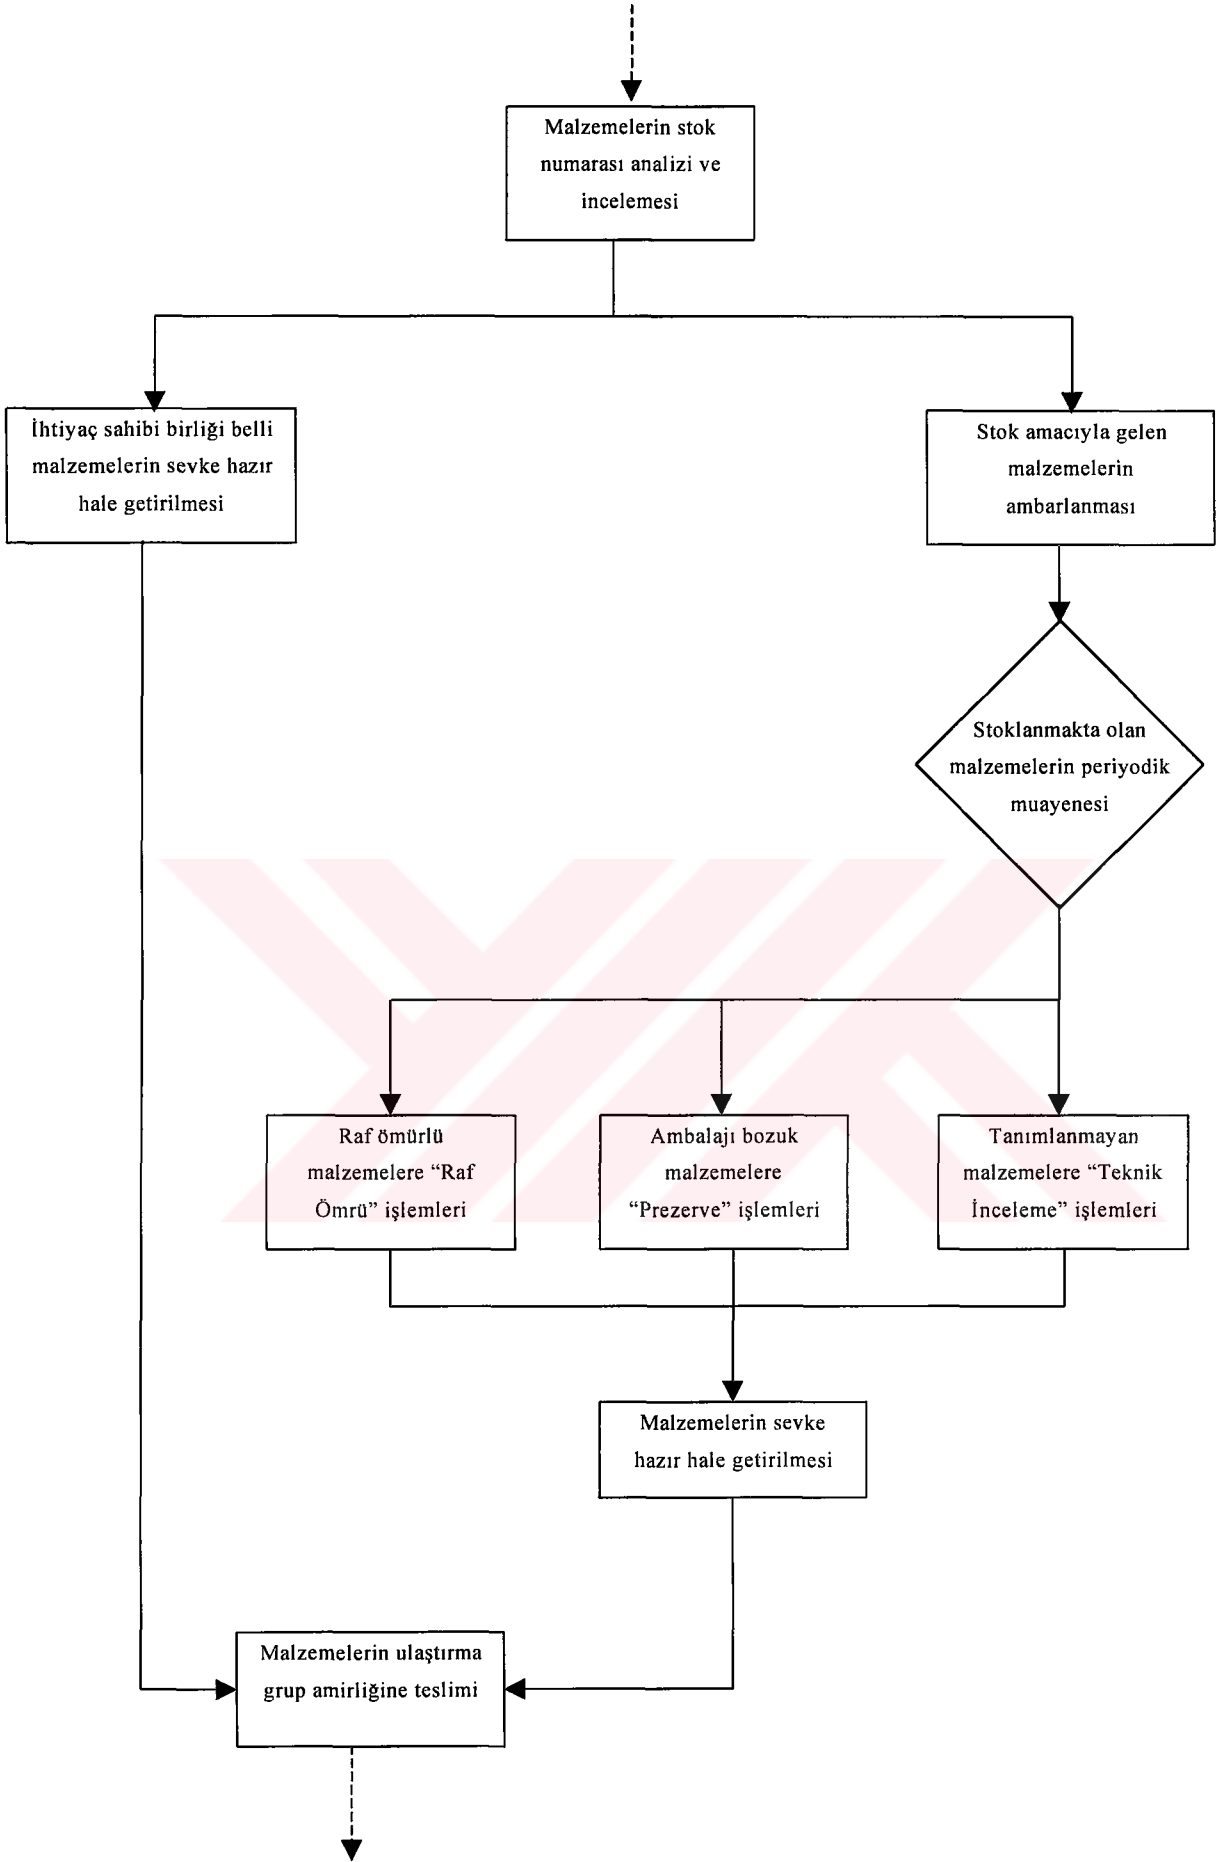 Malzemelerin stok
numarası analizi ve
incelemesi
İhtiyaç sahibi birliği belli
malzemelerin sevke hazır
hale getirilmesi
Stok amacıyla gelen
malzemelerin
ambarlanması
Stoklanmakta olan
malzemelerin periyodik
muayenesi
Raf ömürlü
malzemelere “Raf
Ömrü” işlemleri
Ambalajı bozuk
malzemelere
“Prezerve” işlemleri
Tanımlanmayan
malzemelere “Teknik
İnceleme” işlemleri
Malzemelerin sevke
hazır hale getirilmesi
Malzemelerin ulaştırma
grup amirliğine teslimi